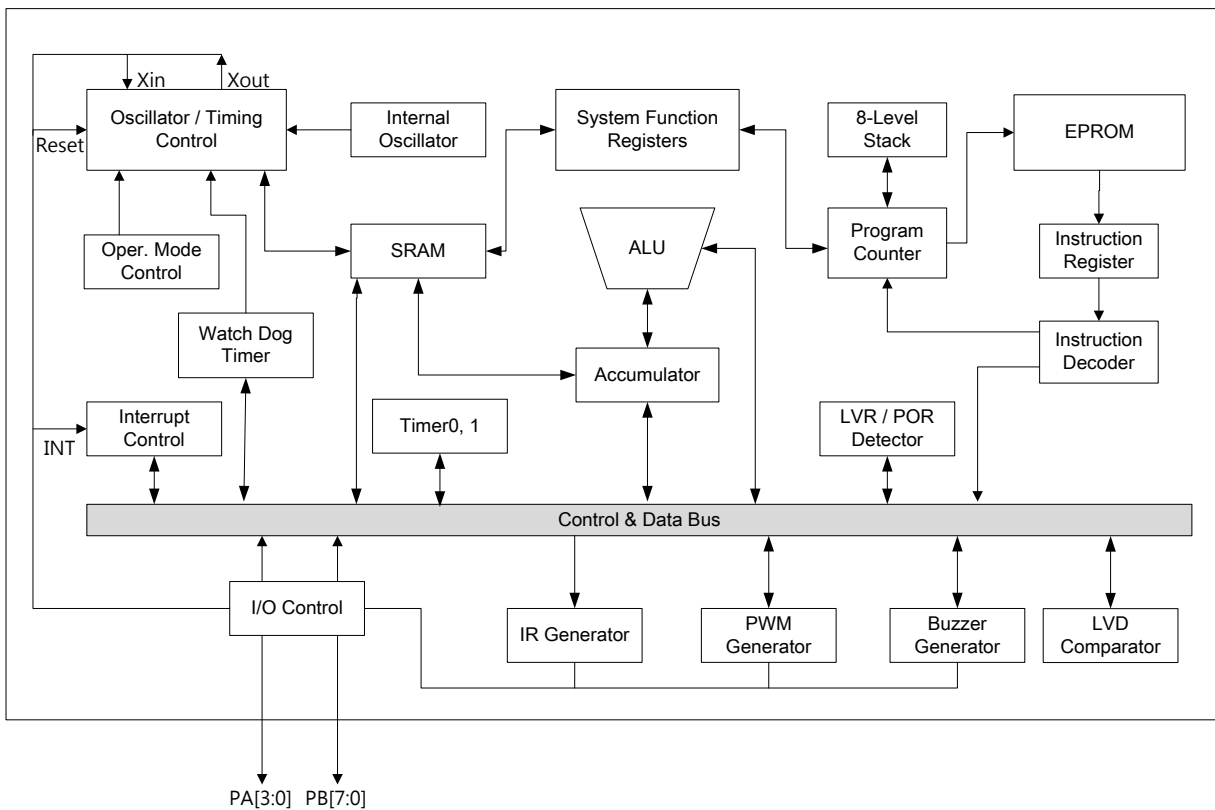 Xin
Xout
Oscillator / Timing
Control
Reset
Internal
Oscillator
System Function
Registers
8-Level
Stack
EPROM
Oper. Mode
Control
SRAM
ALU
Program
Counter
Instruction
Register
Watch Dog
Timer
Accumulator
Instruction
Decoder
Interrupt
Control
INT
Timer0, 1
LVR / POR
Detector
Control & Data Bus
I/O Control
IR Generator
PWM
Generator
Buzzer
Generator
LVD
Comparator
PA[3:0]
PB[7:0]